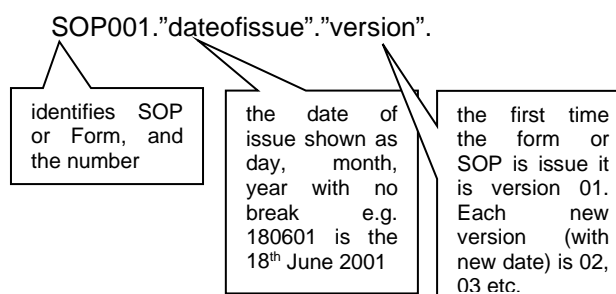 SOP001.”dateofissue”.”version”.
identifies SOP
or Form, and
the number
the date of
issue shown as
day, month,
year with no
break e.g.
180601 is the
18th June 2001
the first time
the form or
SOP is issue it
is version 01.
Each new
version (with
new date) is 02,
03 etc.